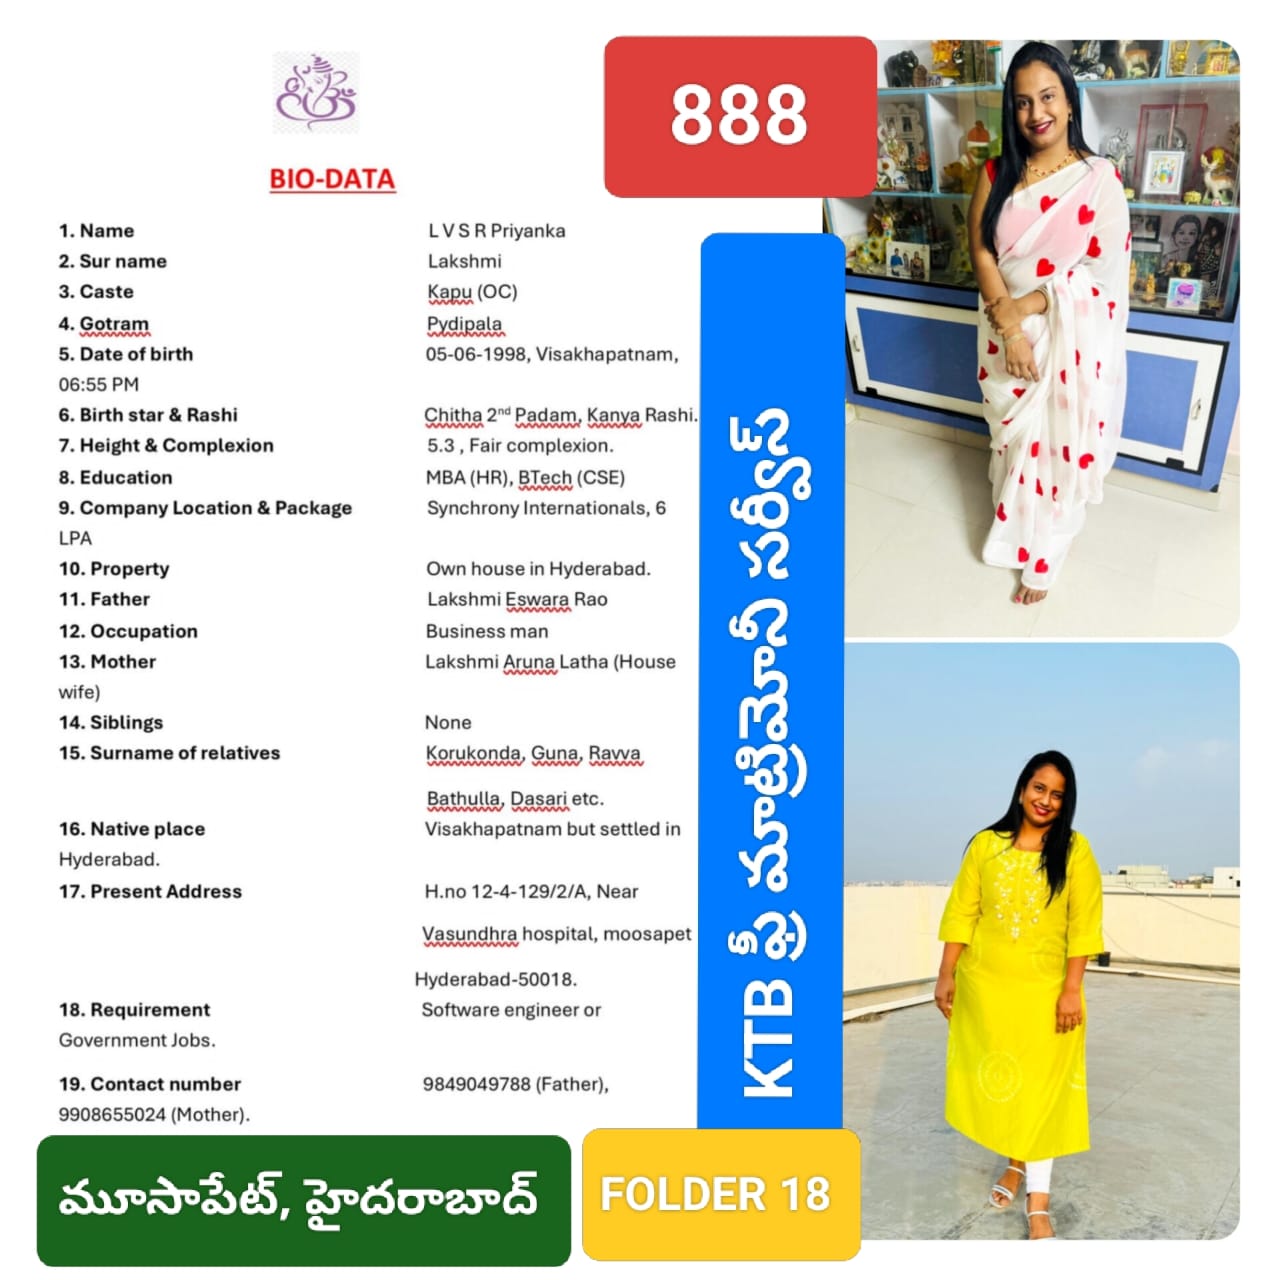 BIO-DATA
888
1. Name L V S R Priyanka
2. Sur name Lakshmi
3. Caste Kapu (OC)
4. Gotram Pydipala
5. Date of birth 05-06-1998, Visakhapatnam,
06:55 PM
6. Birth star & Rashi Chitha 2nd Padam, Kanya Rashi.
7. Height & Complexion 5.3 , Fair complexion.
8. Education MBA (HR), BTech (CSE)
9. Company Location & Package Synchrony Internationals, 6
LPA
10. Property Own house in Hyderabad.
11. Father Lakshmi Eswara Rao
12. Occupation Business man
13. Mother Lakshmi Aruna Latha (House
wife)
14. Siblings None
15. Surname of relatives Korukonda, Guna, Ravva
Bathulla, Dasari etc.
16. Native place Visakhapatnam but settled in
Hyderabad.
17. Present Address H.no 12-4-129/2/A, Near
Vasundhra hospital, moosapet
Hyderabad-50018.
18. Requirement Software engineer or
Government Jobs.
19. Contact number 9849049788 (Father),
9908655024 (Mother).
KTB ఫ్రీ మాట్రిమోనీ సర్వీస్
మూసాపేట్, హైదరాబాద్
FOLDER 18